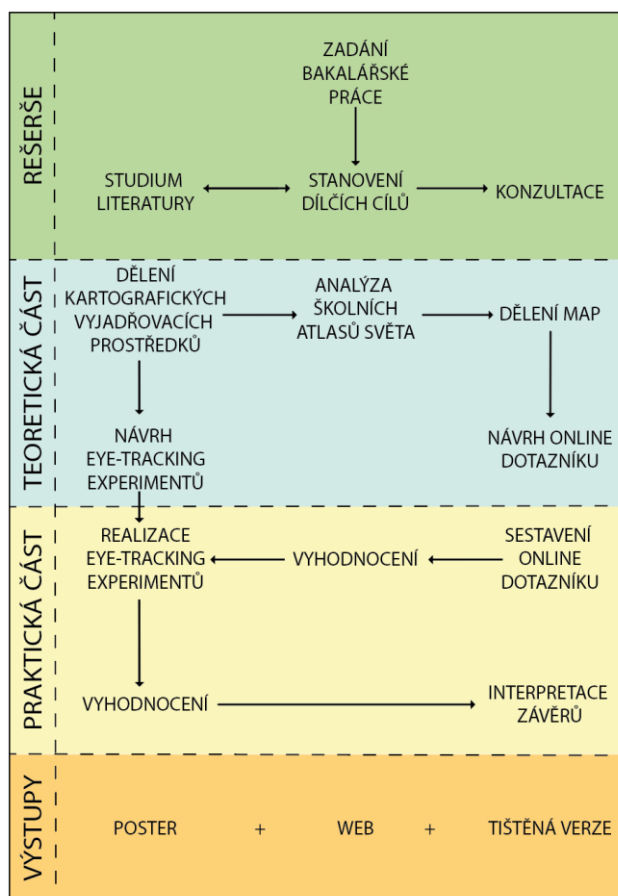 REŠERŠE
ZADÁNÍ
BAKALÁŘSKÉ
PRÁCE
STUDIUM
LITERATURY
STANOVENÍ
DÍLČÍCH CÍLŮ
KONZULTACE
TEORETICKÁ ČÁST
DĚLENÍ
KARTOGRAFICKÝCH
VYJADŘOVACÍCH
PROSTŘEDKŮ
ANALÝZA
ŠKOLNÍCH
ATLASŮ SVĚTA
DĚLENÍ MAP
NÁVRH
EYE-TRACKING
EXPERIMENTŮ
NÁVRH ONLINE
DOTAZNÍKU
PRAKTICKÁ ČÁST
REALIZACE
EYE-TRACKING
EXPERIMENTŮ
VYHODNOCENÍ
SESTAVENÍ
ONLINE
DOTAZNÍKU
VYHODNOCENÍ
INTERPRETACE
ZÁVĚRŮ
VÝSTUPY
POSTER + WEB + TIŠTĚNÁ VERZE